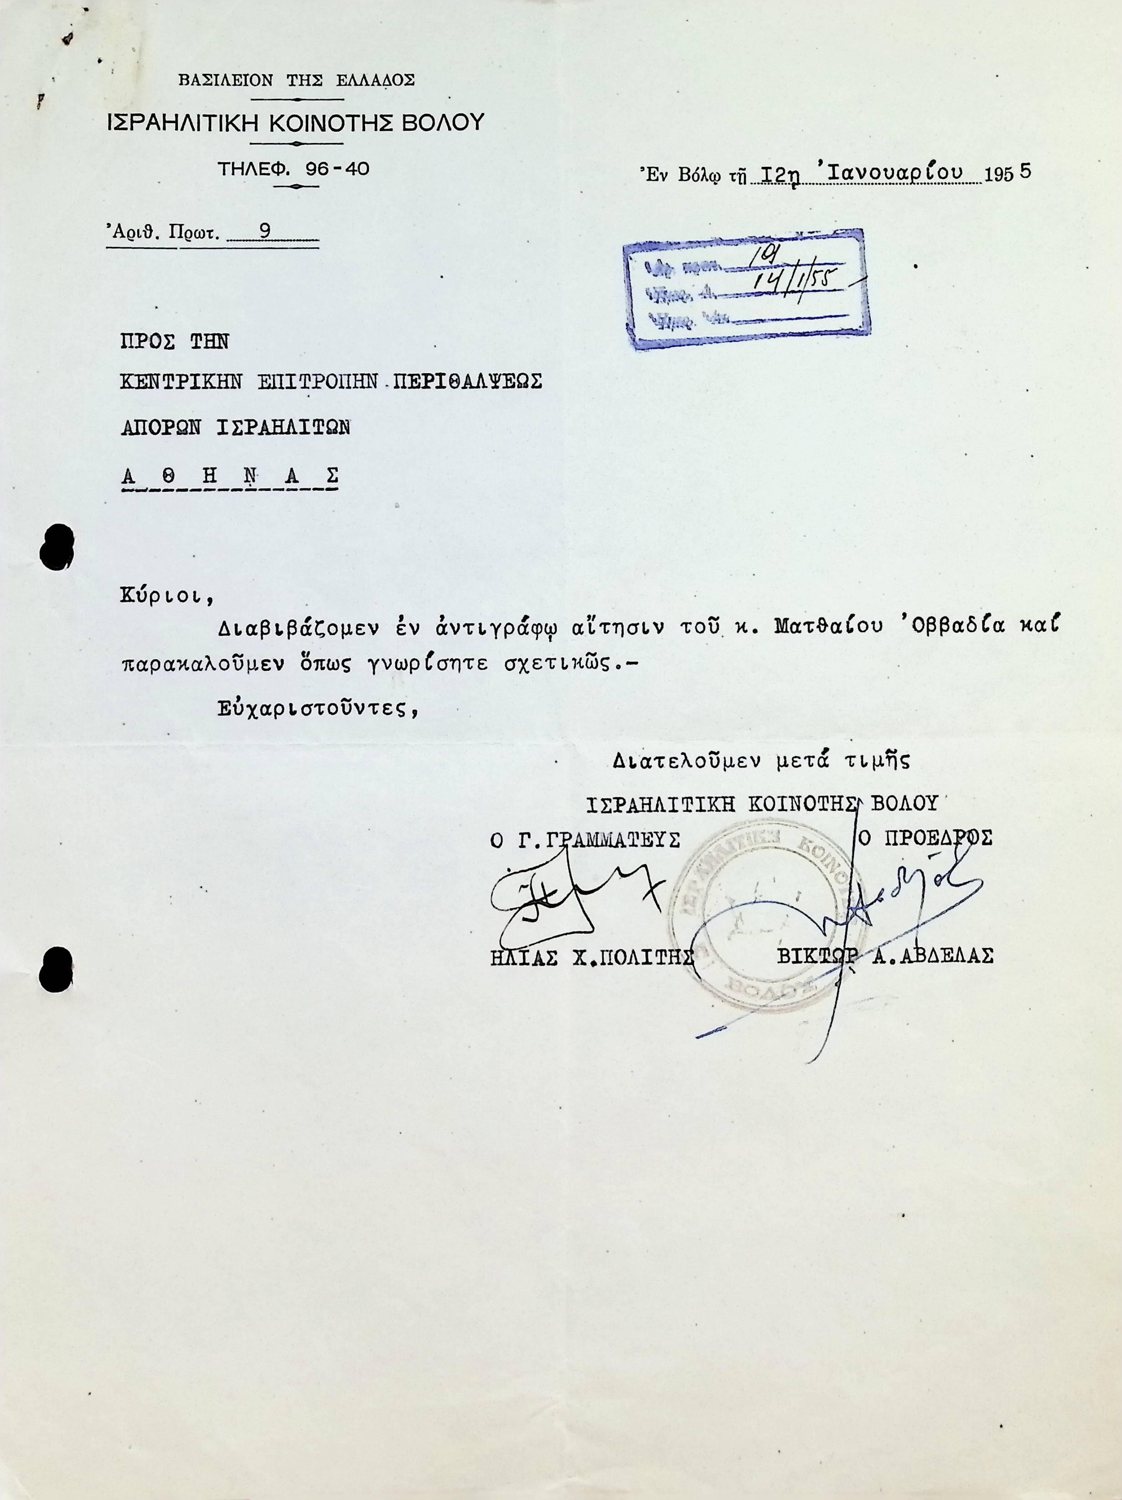 ΒΑΣΙΛΕΙΟΝ ΤΗΣ ΕΛΛΑΔΟΣ
ΙΣΡΑΗΛΙΤΙΚΗ ΚΟΙΝΟΤΗΣ ΒΟΛΟΥ
ΤΗΛΕΦ. 96-40
Ἐν Βόλῳ τῇ 12η Ἰανουαρίου 1955
Ἀριθ. Πρωτ. 9
19
14/1/55
ΠΡΟΣ ΤΗΝ
ΚΕΝΤΡΙΚΗΝ ΕΠΙΤΡΟΠΗΝ ΠΕΡΙΘΑΛΨΕΩΣ
ΑΠΟΡΩΝ ΙΣΡΑΗΛΙΤΩΝ
Α Θ Η Ν Α Σ
Κύριοι,
Διαβιβάζομεν ἐν ἀντιγράφῳ αἴτησιν τοῦ κ. Ματθαίου Ὀββαδία καί
παρακαλοῦμεν ὅπως γνωρίσητε σχετικῶς.-
Εὐχαριστοῦντες,
Διατελοῦμεν μετά τιμῆς
ΙΣΡΑΗΛΙΤΙΚΗ ΚΟΙΝΟΤΗΣ ΒΟΛΟΥ
Ο Γ.ΓΡΑΜΜΑΤΕΥΣ Ο ΠΡΟΕΔΡΟΣ
ΙΣΡΑΗΛΙΤΙΚΗ ΚΟΙΝΟΤΗΣ
ΒΟΛΟΥ
ΗΛΙΑΣ Χ.ΠΟΛΙΤΗΣ ΒΙΚΤΩΡ Α.ΑΒΔΕΛΑΣ